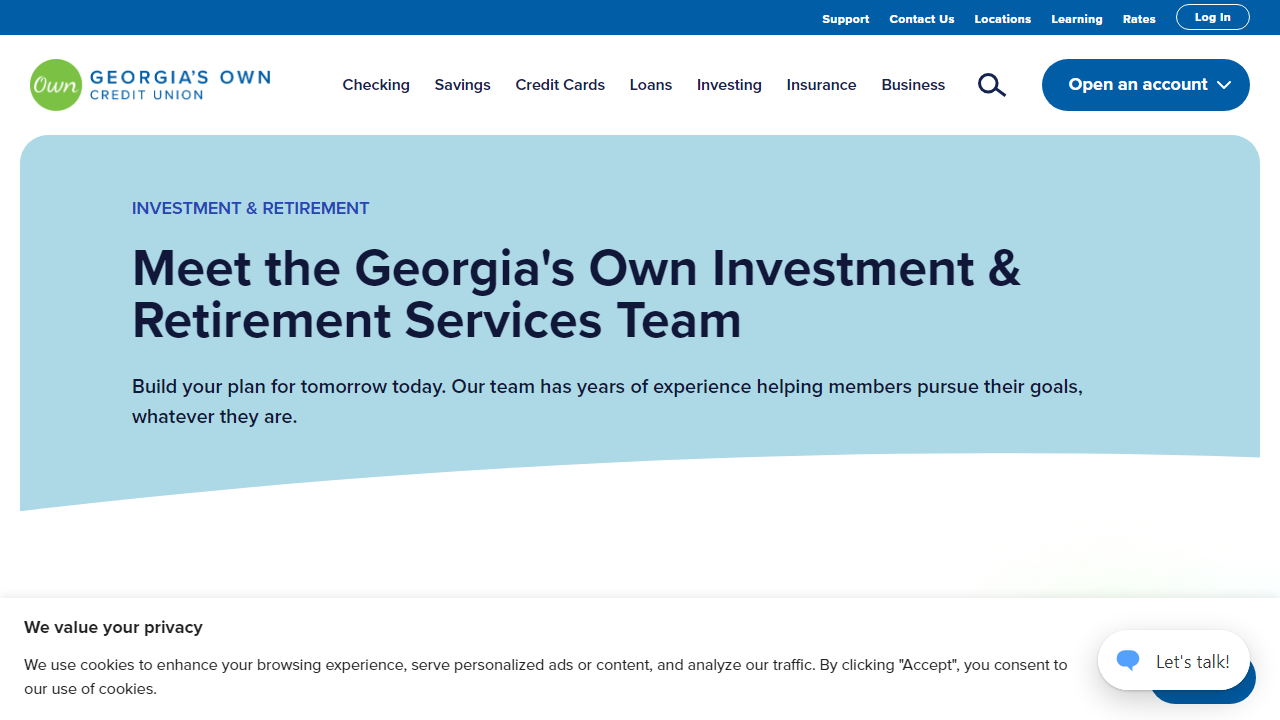 Support Contact Us Locations Learning Rates Log In
Own GEORGIA'S OWN
CREDIT UNION
Checking Savings Credit Cards Loans Investing Insurance Business Open an account
INVESTMENT & RETIREMENT
Meet the Georgia's Own Investment &
Retirement Services Team
Build your plan for tomorrow today. Our team has years of experience helping members pursue their goals,
whatever they are.
We value your privacy
We use cookies to enhance your browsing experience, serve personalized ads or content, and analyze our traffic. By clicking "Accept", you consent to
our use of cookies.
Let's talk!